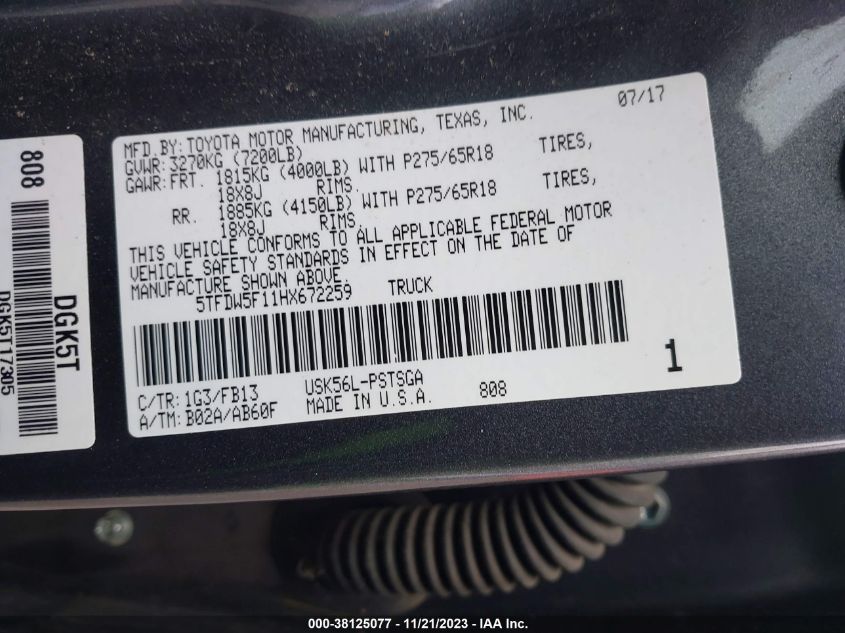 07/17
MFD.BY:TOYOTA MOTOR MANUFACTURING, TEXAS, INC.
GVWR:3270KG (7200LB)
GAWR:FRT. 1815KG (4000LB) WITH P275/65R18 TIRES,
18X8J RIMS.
RR. 1885KG (4150LB) WITH P275/65R18 TIRES,
18X8J RIMS.
THIS VEHICLE CONFORMS TO ALL APPLICABLE FEDERAL MOTOR
VEHICLE SAFETY STANDARDS IN EFFECT ON THE DATE OF
MANUFACTURE SHOWN ABOVE.
5TFDW5F11HX672259 TRUCK
C/TR: 1G3/FB13 USK56L-PSTSGA
A/TM: B02A/AB60F MADE IN U.S.A. 808
1
808
DGK5T
DGK5T17305
000-38125077 - 11/21/2023 - IAA Inc.